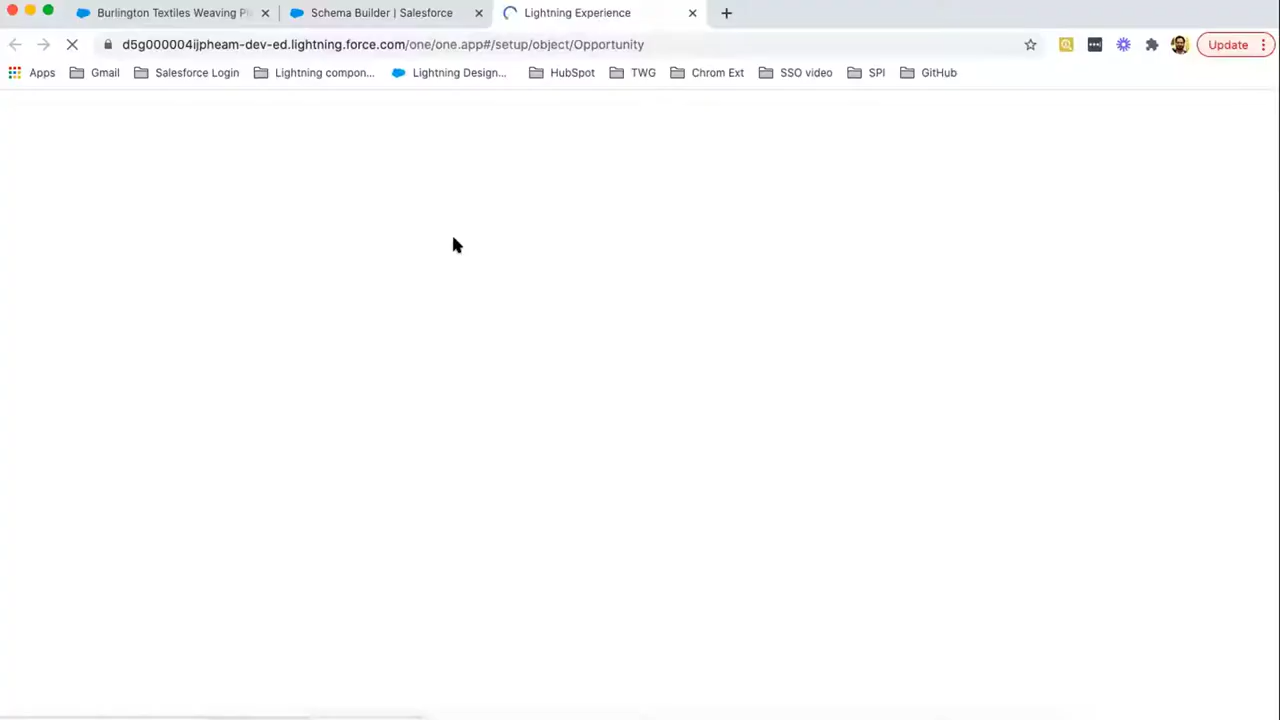 Burlington Textiles Weaving Pl
Schema Builder | Salesforce
Lightning Experience
d5g000004ijpheam-dev-ed.lightning.force.com/one/one.app#/setup/object/Opportunity
Update
Apps
Gmail
Salesforce Login
Lightning compon...
Lightning Design...
HubSpot
TWG
Chrom Ext
SSO video
SPI
GitHub